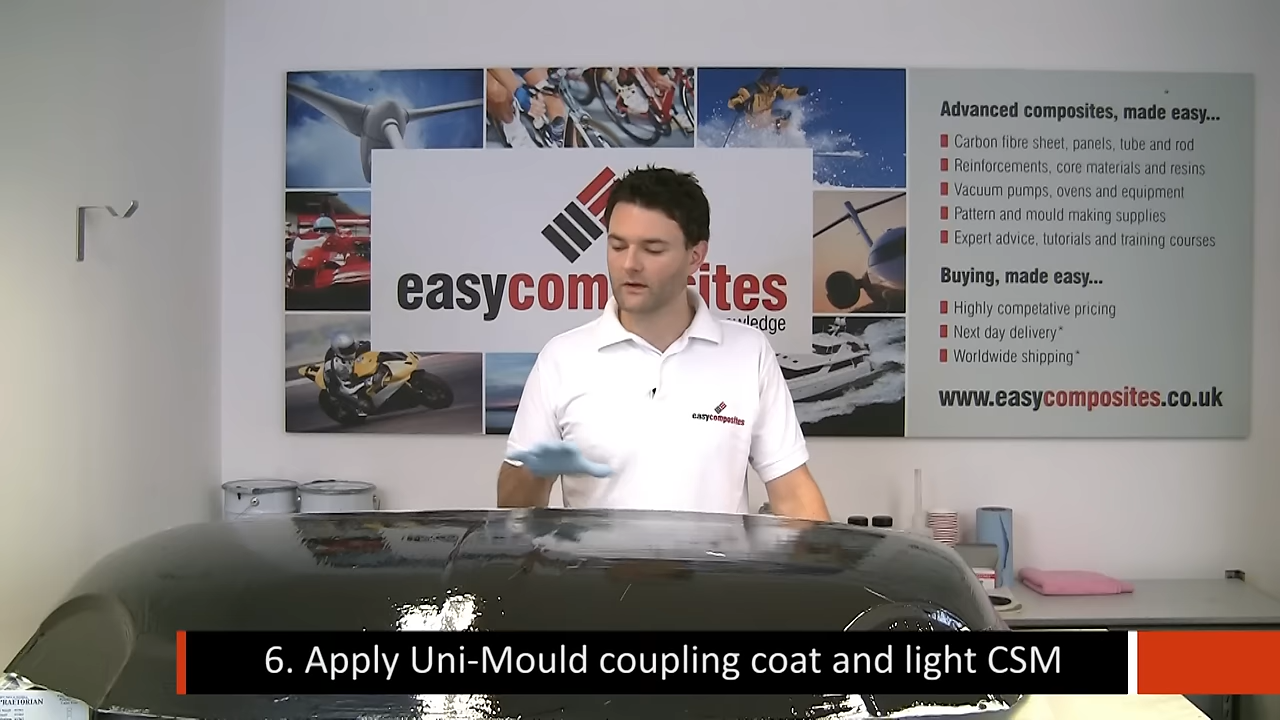 Advanced composites, made easy...
Carbon fibre sheet, panels, tube and rod
Reinforcements, core materials and resins
Vacuum pumps, ovens and equipment
Pattern and mould making supplies
Expert advice, tutorials and training courses
Buying, made easy...
Highly competative pricing
Next day delivery*
Worldwide shipping*
www.easycomposites.co.uk
easycom ites
wledge
easycomposites
6. Apply Uni-Mould coupling coat and light CSM
PRAETORIAN